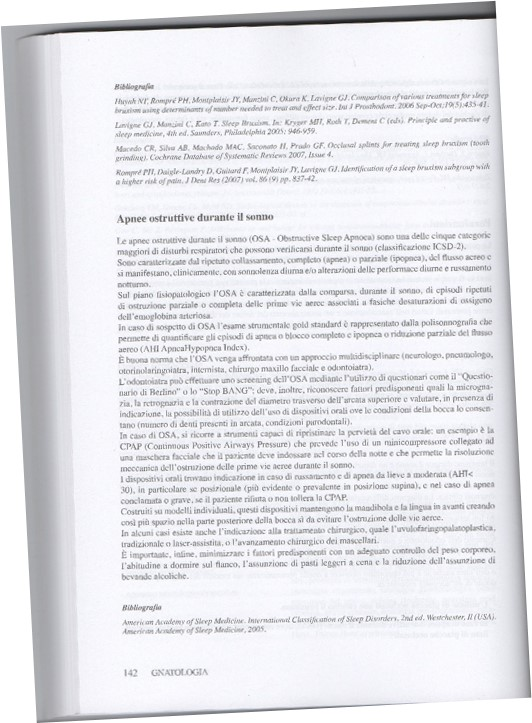 Bibliografia
Huynh NT, Rompré PH, Montplaisir JY, Manzini C, Okura K, Lavigne GJ. Comparison of various treatments for sleep
bruxism using determinants of number needed to treat and effect size. Int J Prosthodont. 2006 Sep-Oct;19(5):435-41.
Lavigne GJ, Manzini C, Kato T. Sleep Bruxism. In: Kryger MH, Roth T, Dement C (eds). Principle and practive of
sleep medicine, 4th ed. Saunders, Philadelphia 2005: 946-959.
Macedo CR, Silva AB, Machado MAC, Saconato H, Prado GF. Occlusal splints for treating sleep bruxism (tooth
grinding). Cochrane Database of Systematic Reviews 2007, Issue 4.
Rompré PH, Daigle-Landry D, Guitard F, Montplaisir JY, Lavigne GJ. Identification of a sleep bruxism subgroup with
a higher risk of pain. J Dent Res (2007) vol. 86 (9) pp. 837-42.
Apnee ostruttive durante il sonno
Le apnee ostruttive durante il sonno (OSA - Obstructive Sleep Apnoea) sono una delle cinque categorie
maggiori di disturbi respiratori che possono verificarsi durante il sonno (classificazione ICSD-2).
Sono caratterizzate dal ripetuto collassamento, completo (apnea) o parziale (ipopnea), del flusso aereo e
si manifestano, clinicamente, con sonnolenza diurna e/o alterazioni delle performace diurne e russamento
notturno.
Sul piano fisiopatologico l'OSA è caratterizzata dalla comparsa, durante il sonno, di episodi ripetuti
di ostruzione parziale o completa delle prime vie aeree associati a fasiche desaturazioni di ossigeno
dell'emoglobina arteriosa.
In caso di sospetto di OSA l'esame strumentale gold standard è rappresentato dalla polisonnografia che
permette di quantificare gli episodi di apnea o blocco completo e ipopnea o riduzione parziale del flusso
aereo (AHI ApneaHypopnea Index).
È buona norma che l'OSA venga affrontata con un approccio multidisciplinare (neurologo, pneumologo,
otorinolaringoiatra, internista, chirurgo maxillo facciale e odontoiatra).
L'odontoiatra può effettuare uno screening dell'OSA mediante l'utilizzo di questionari come il "Questio-
nario di Berlino" o lo "Stop BANG"; deve, inoltre, riconoscere fattori predisponenti quali la microgna-
zia, la retrognazia e la contrazione del diametro trasverso dell'arcata superiore e valutare, in presenza di
indicazione, la possibilità di utilizzo dell'uso di dispositivi orali ove le condizioni della bocca lo consen-
tano (numero di denti presenti in arcata, condizioni parodontali).
In caso di OSA, si ricorre a strumenti capaci di ripristinare la pervietà del cavo orale: un esempio è la
CPAP (Continmous Positive Airways Pressure) che prevede l'uso di un minicompressore collegato ad
una maschera facciale che il paziente deve indossare nel corso della notte e che permette la risoluzione
meccanica dell'ostruzione delle prime vie aeree durante il sonno.
I dispositivi orali trovano indicazione in caso di russamento e di apnea da lieve a moderata (AHI<
30), in particolare se posizionale (più evidente o prevalente in posizione supina), e nel caso di apnea
conclamata o grave, se il paziente rifiuta o non tollera la CPAP.
Costruiti su modelli individuali, questi dispositivi mantengono la mandibola e la lingua in avanti creando
così più spazio nella parte posteriore della bocca sì da evitare l'ostruzione delle vie aeree.
In alcuni casi esiste anche l'indicazione alla trattamento chirurgico, quale l'uvulofaringopalatoplastica,
tradizionale o laser-assistita, o l'avanzamento chirurgico dei mascellari.
È importante, infine, minimizzare i fattori predisponenti con un adeguato controllo del peso corporeo,
l'abitudine a dormire sul fianco, l'assunzione di pasti leggeri a cena e la riduzione dell'assunzione di
bevande alcoliche.
Bibliografia
American Academy of Sleep Medicine. International Classification of Sleep Disorders, 2nd ed. Westchester, Il (USA).
American Academy of Sleep Medicine, 2005.
142 GNATOLOGIA